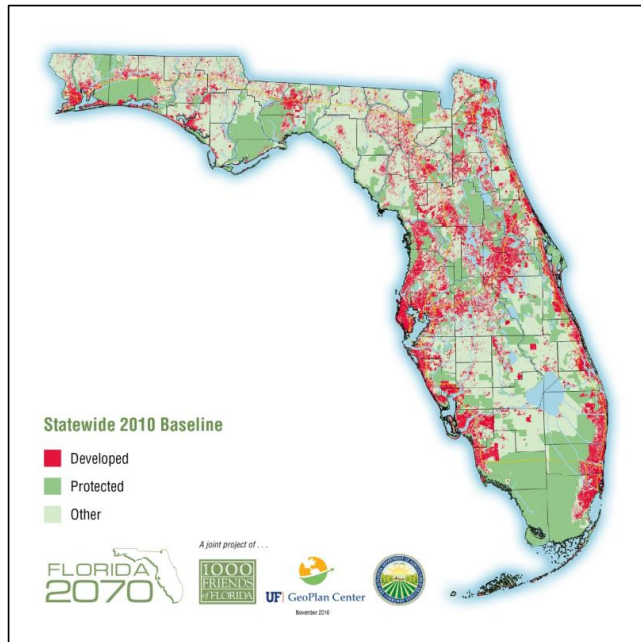 Statewide 2010 Baseline
Developed
Protected
Other
FLORIDA
2070
A joint project of . . .
1000
FRIENDS
of FLORIDA
UF GeoPlan Center
November 2016